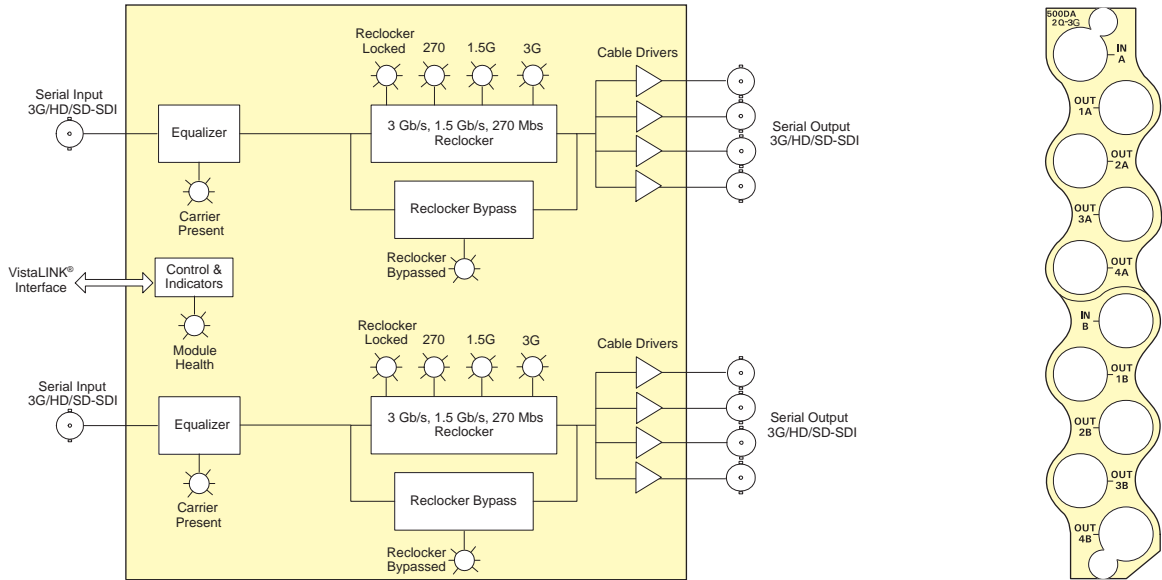 Reclocker
Locked
270
1.5G
3G
Cable Drivers
Serial Input
3G/HD/SD-SDI
Equalizer
3 Gb/s, 1.5 Gb/s, 270 Mbs
Reclocker
Serial Output
3G/HD/SD-SDI
Carrier
Present
Reclocker Bypass
Reclocker
Bypassed
VistaLINK®
Interface
Control &
Indicators
Module
Health
Reclocker
Locked
270
1.5G
3G
Cable Drivers
Serial Input
3G/HD/SD-SDI
Equalizer
3 Gb/s, 1.5 Gb/s, 270 Mbs
Reclocker
Serial Output
3G/HD/SD-SDI
Carrier
Present
Reclocker Bypass
Reclocker
Bypassed
500DA
2Q-3G
IN
A
OUT
1A
OUT
2A
OUT
3A
OUT
4A
IN
B
OUT
1B
OUT
2B
OUT
3B
OUT
4B